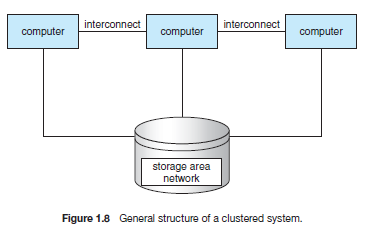 interconnect interconnect
computer computer computer
storage area
network
Figure 1.8 General structure of a clustered system.